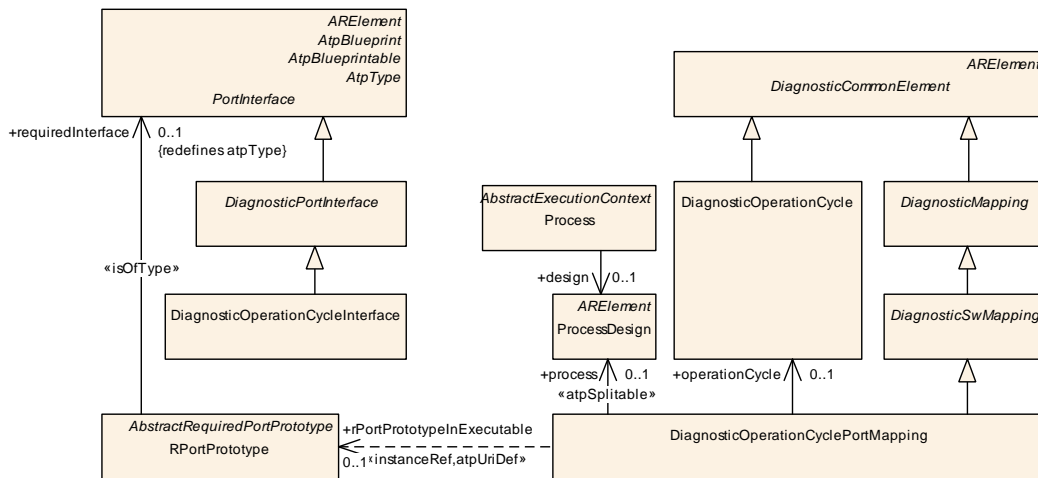 ARElement
AtpBlueprint
AtpBlueprintable
AtpType
PortInterface
ARElement
DiagnosticCommonElement
+requiredInterface
0..1
{redefines atpType}
DiagnosticPortInterface
AbstractExecutionContext
Process
DiagnosticOperationCycle
DiagnosticMapping
«isOfType»
+design
0..1
DiagnosticOperationCycleInterface
ARElement
ProcessDesign
DiagnosticSwMapping
+process
0..1
«atpSplitable»
+operationCycle
0..1
AbstractRequiredPortPrototype
RPortPrototype
+rPortPrototypeInExecutable
0..1
«instanceRef,atpUriDef»
DiagnosticOperationCyclePortMapping